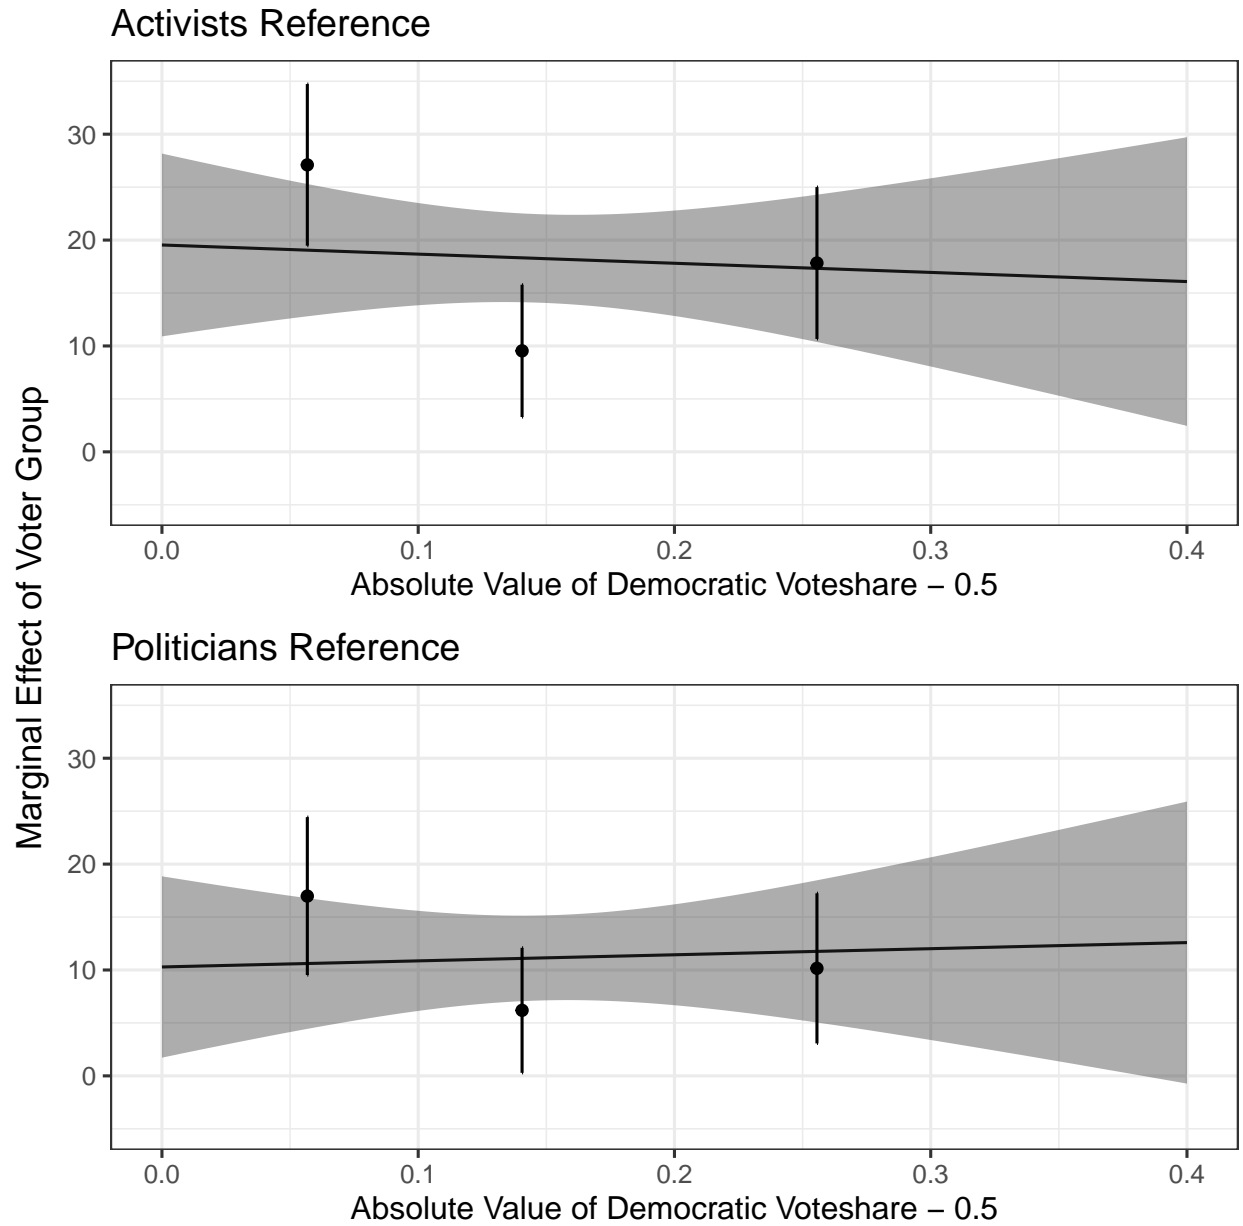 Activists Reference
30
20
10
0
0.0 0.1 0.2 0.3 0.4
Absolute Value of Democratic Voteshare − 0.5
Marginal Effect of Voter Group
Politicians Reference
30
20
10
0
0.0 0.1 0.2 0.3 0.4
Absolute Value of Democratic Voteshare − 0.5